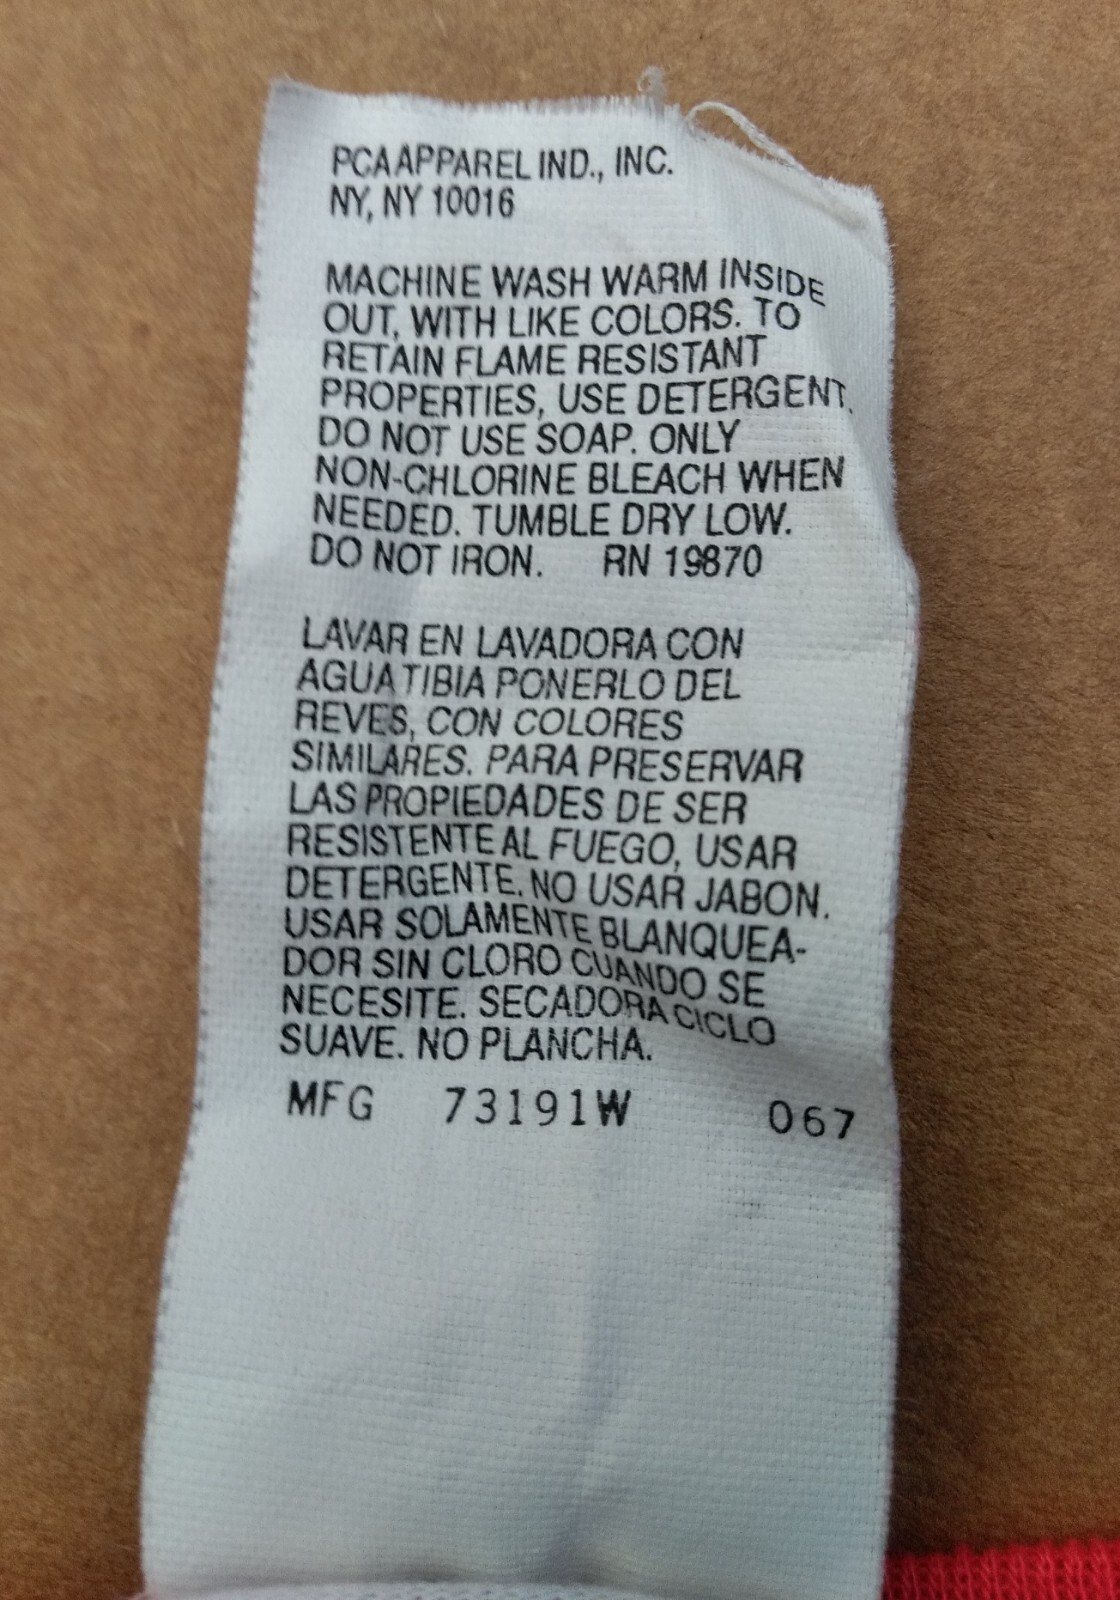 PCA APPAREL IND., INC.
NY, NY 10016
MACHINE WASH WARM INSIDE
OUT, WITH LIKE COLORS. TO
RETAIN FLAME RESISTANT
PROPERTIES, USE DETERGENT.
DO NOT USE SOAP. ONLY
NON-CHLORINE BLEACH WHEN
NEEDED. TUMBLE DRY LOW.
DO NOT IRON. RN 19870
LAVAR EN LAVADORA CON
AGUA TIBIA PONERLO DEL
REVES, CON COLORES
SIMILARES. PARA PRESERVAR
LAS PROPIEDADES DE SER
RESISTENTE AL FUEGO, USAR
DETERGENTE. NO USAR JABON.
USAR SOLAMENTE BLANQUEA-
DOR SIN CLORO CUANDO SE
NECESITE. SECADORA CICLO
SUAVE. NO PLANCHA.
MFG 73191W 067